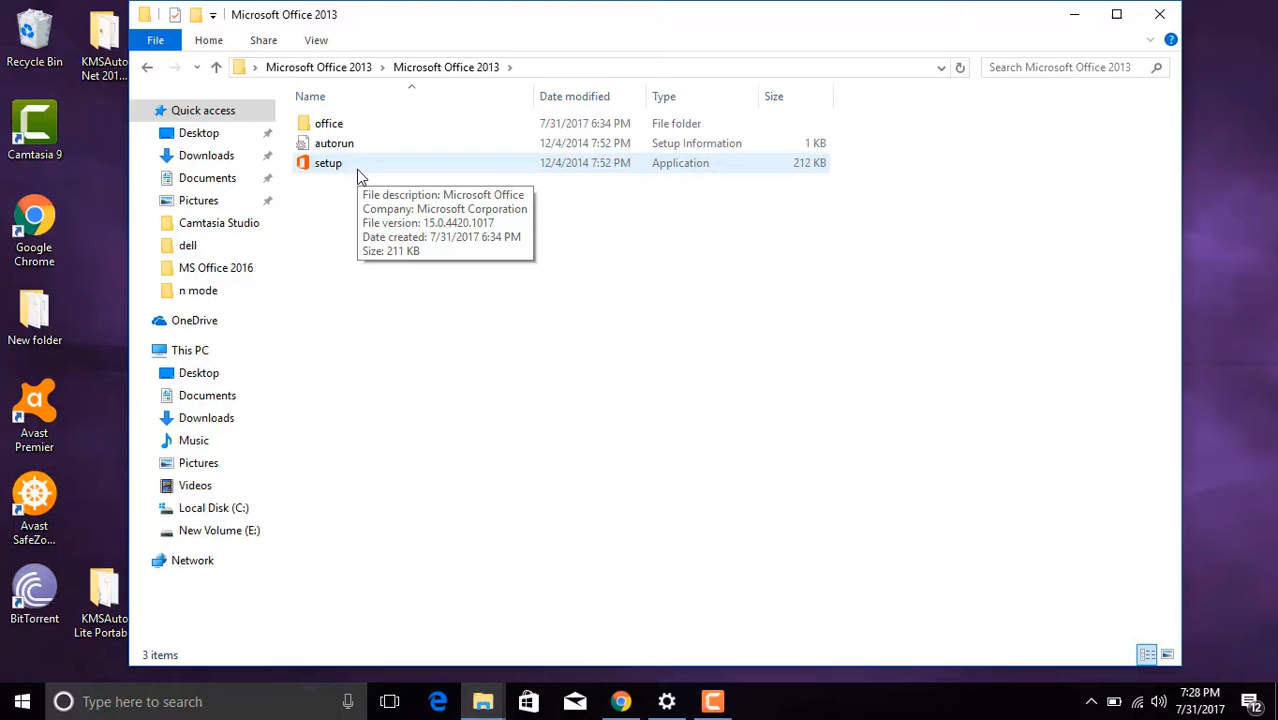 Microsoft Office 2013
File Home Share View
Microsoft Office 2013 Microsoft Office 2013 Search Microsoft Office 2013
Name Date modified Type Size
office 7/31/2017 6:34 PM File folder
autorun 12/4/2014 7:52 PM Setup Information 1 KB
setup 12/4/2014 7:52 PM Application 212 KB
File description: Microsoft Office
Company: Microsoft Corporation
File version: 15.0.4420.1017
Date created: 7/31/2017 6:34 PM
Size: 211 KB
Quick access
Desktop
Downloads
Documents
Pictures
Camtasia Studio
dell
MS Office 2016
n mode
OneDrive
This PC
Desktop
Documents
Downloads
Music
Pictures
Videos
Local Disk (C:)
New Volume (E:)
Network
3 items
Recycle Bin
KMSAuto
Net 201...
Camtasia 9
Google
Chrome
New folder
Avast
Premier
Avast
SafeZo...
BitTorrent
KMSAuto
Lite Portab
Type here to search
7:28 PM
7/31/2017
12